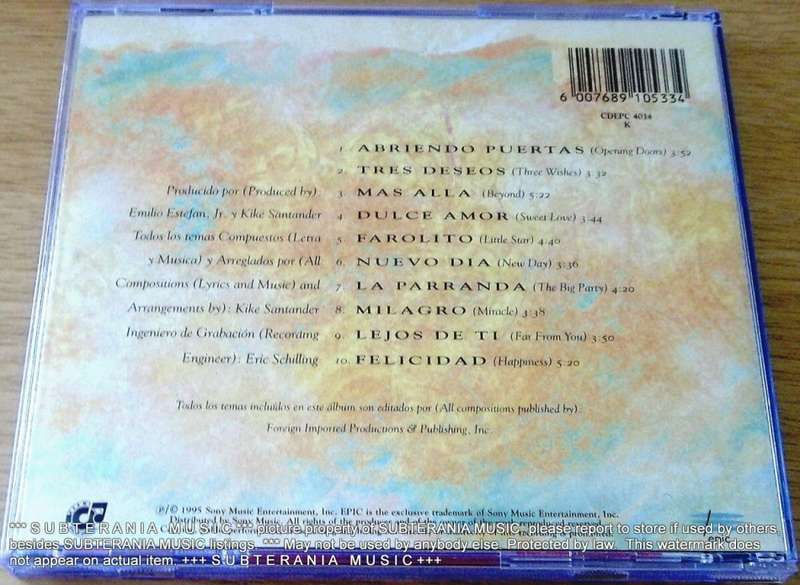 6 007689 105334
CDEPC 4014
K
1. ABRIENDO PUERTAS (Opening Doors) 3:52
2. TRES DESEOS (Three Wishes) 3:32
Producido por (Produced by):
3. MAS ALLA (Beyond) 5:22
Emilio Estefan, Jr. y Kike Santander
4. DULCE AMOR (Sweet Love) 3:44
Todos los temas Compuestos (Letra
5. FAROLITO (Little Star) 4:40
y Musica) y Arreglados por (All
6. NUEVO DIA (New Day) 3:36
Compositions (Lyrics and Music) and
7. LA PARRANDA (The Big Party) 4:20
Arrangements by): Kike Santander
8. MILAGRO (Miracle) 3:38
Ingeniero de Grabación (Recording
9. LEJOS DE TI (Far From You) 3:50
Engineer): Eric Schilling
10. FELICIDAD (Happiness) 5:20
Todos los temas incluidos en este álbum son editados por (All compositions published by):
Foreign Imported Productions & Publishing, Inc.
℗/© 1995 Sony Music Entertainment, Inc. EPIC is the exclusive trademark of Sony Music Entertainment, Inc.
Distributed by Sony Music. All rights of the producer and of the
epic
*** S U B T E R A N I A M U S I C *** picture property of SUBTERANIA MUSIC please report to store if used by others
besides SUBTERANIA MUSIC listings. *** May not be used by anybody else. Protected by law. This watermark does
not appear on actual item. +++ S U B T E R A N I A M U S I C +++